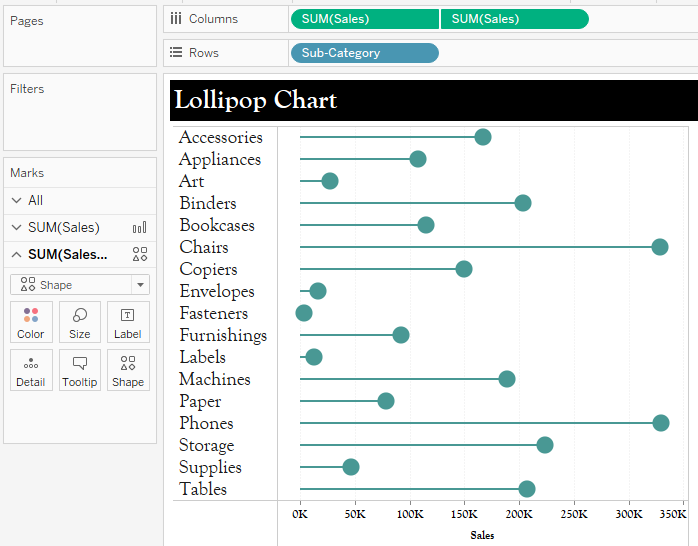 Pages
Columns
SUM(Sales)
SUM(Sales)
Rows
Sub-Category
Filters
Marks
All
SUM(Sales)
SUM(Sales...
Shape
Color
Size
Label
Detail
Tooltip
Shape
Lollipop Chart
Accessories
Appliances
Art
Binders
Bookcases
Chairs
Copiers
Envelopes
Fasteners
Furnishings
Labels
Machines
Paper
Phones
Storage
Supplies
Tables
0K 50K 100K 150K 200K 250K 300K 350K
Sales